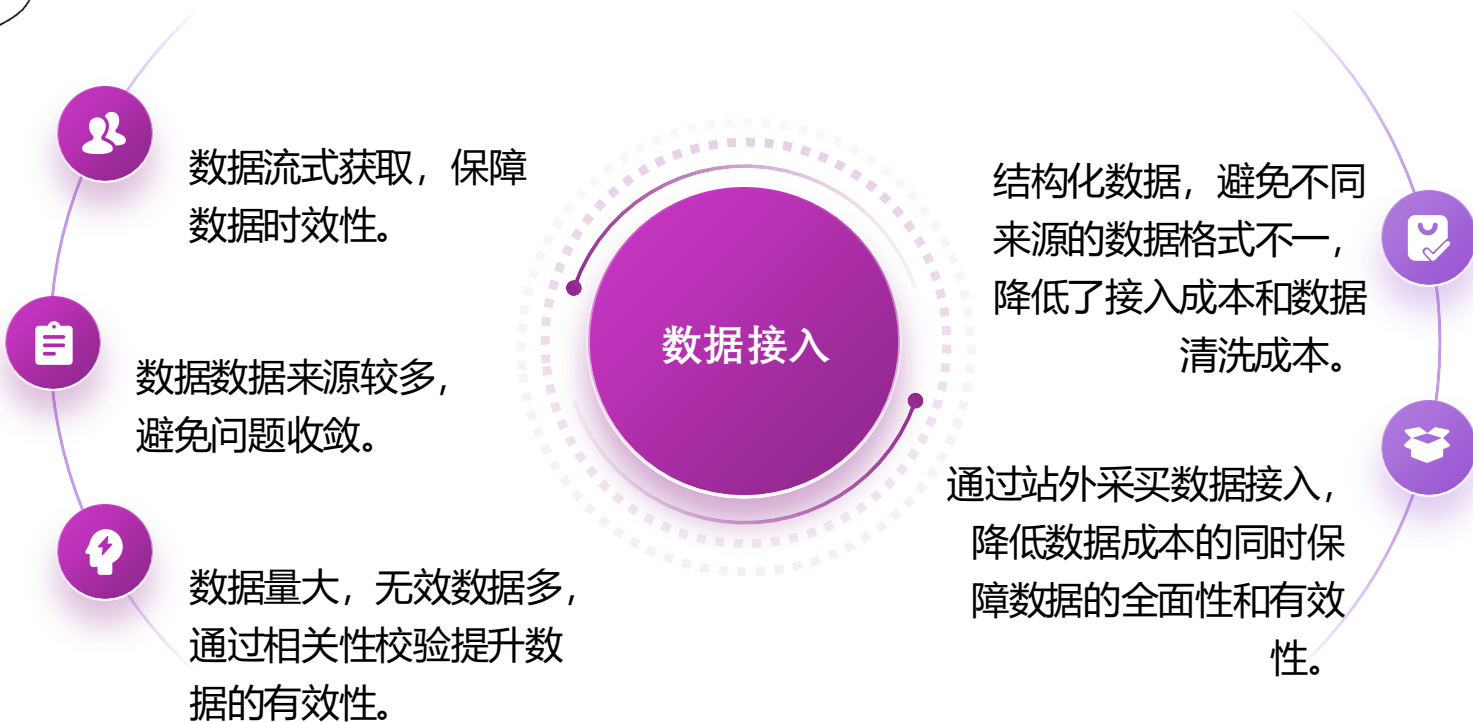 数据流式获取，保障
数据时效性。
数据数据来源较多，
避免问题收敛。
数据量大，无效数据多，
通过相关性校验提升数
据的有效性。
数据接入
结构化数据，避免不同
来源的数据格式不一，
降低了接入成本和数据
清洗成本。
通过站外采买数据接入，
降低数据成本的同时保
障数据的全面性和有效
性。